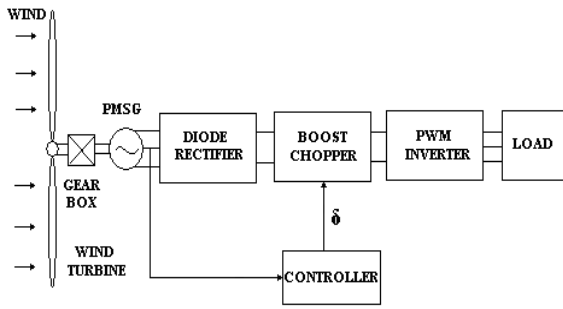 WIND
PMSG
DIODE
RECTIFIER
BOOST
CHOPPER
PWM
INVERTER
LOAD
GEAR
BOX
δ
WIND
TURBINE
CONTROLLER